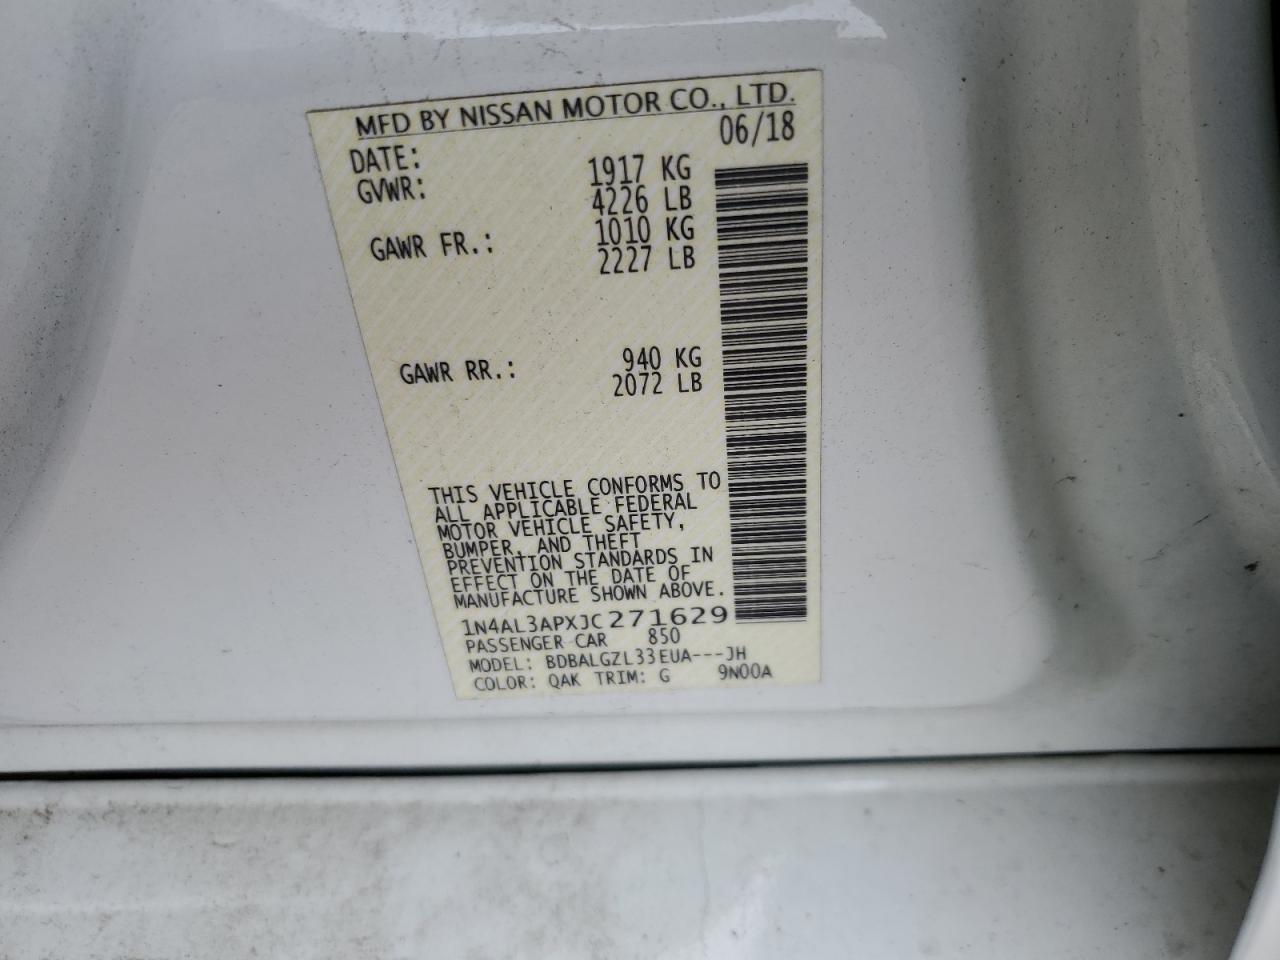 MFD BY NISSAN MOTOR CO., LTD.
DATE: 06/18
GVWR: 1917 KG
4226 LB
GAWR FR.: 1010 KG
2227 LB
GAWR RR.: 940 KG
2072 LB
THIS VEHICLE CONFORMS TO
ALL APPLICABLE FEDERAL
MOTOR VEHICLE SAFETY,
BUMPER, AND THEFT
PREVENTION STANDARDS IN
EFFECT ON THE DATE OF
MANUFACTURE SHOWN ABOVE.
1N4AL3APXJC271629
PASSENGER CAR 850
MODEL: BDBALGZL33EUA---JH
COLOR: QAK TRIM: G 9N00A